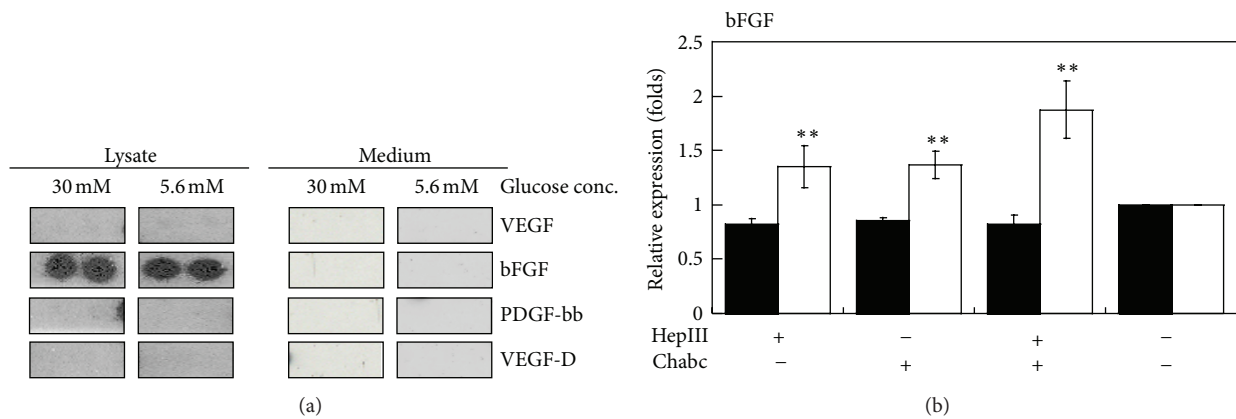 Lysate Medium
30 mM 5.6 mM 30 mM 5.6 mM Glucose conc.
VEGF
bFGF
PDGF-bb
VEGF-D
(a)
bFGF
Relative expression (folds)
2.5
2
1.5
1
0.5
0
** ** **
HepIII + − + −
Chabc − + + −
(b)